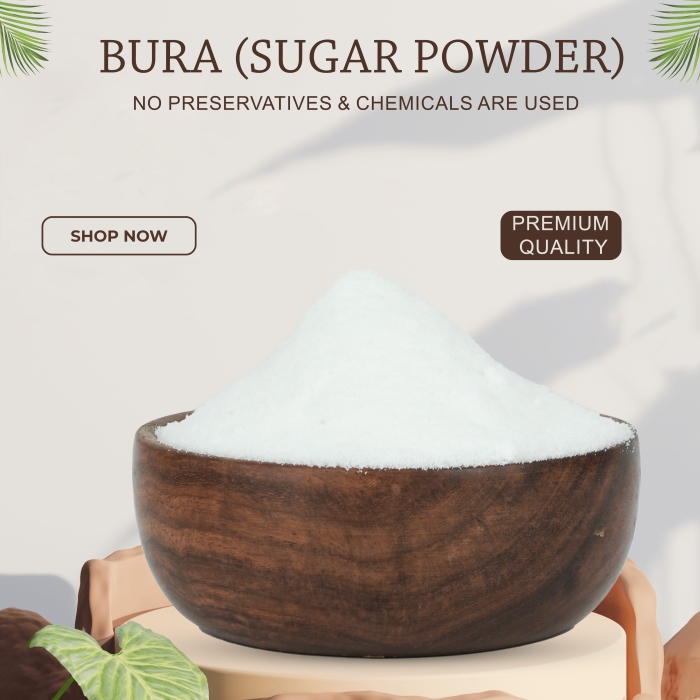 BURA (SUGAR POWDER)
NO PRESERVATIVES & CHEMICALS ARE USED
SHOP NOW
PREMIUM
QUALITY